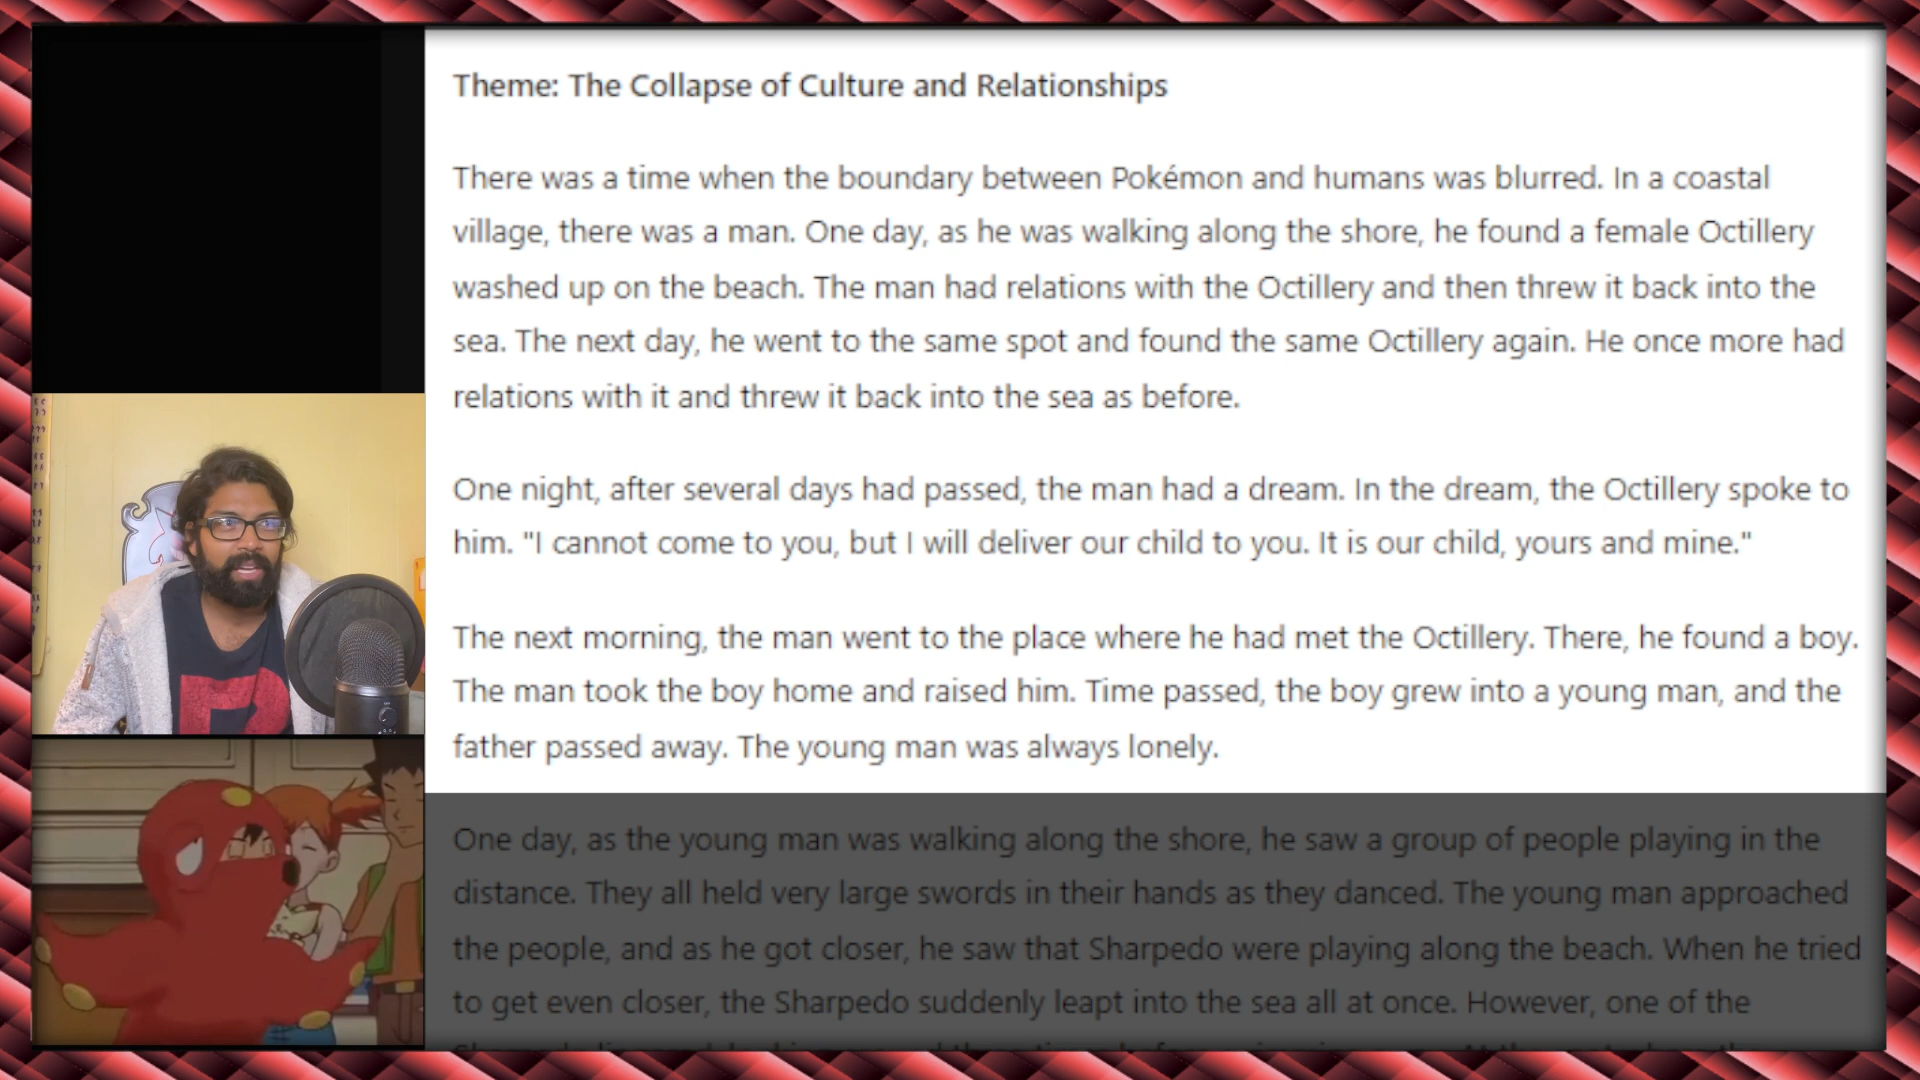 Theme: The Collapse of Culture and Relationships
There was a time when the boundary between Pokémon and humans was blurred. In a coastal
village, there was a man. One day, as he was walking along the shore, he found a female Octillery
washed up on the beach. The man had relations with the Octillery and then threw it back into the
sea. The next day, he went to the same spot and found the same Octillery again. He once more had
relations with it and threw it back into the sea as before.
One night, after several days had passed, the man had a dream. In the dream, the Octillery spoke to
him. "I cannot come to you, but I will deliver our child to you. It is our child, yours and mine."
The next morning, the man went to the place where he had met the Octillery. There, he found a boy.
The man took the boy home and raised him. Time passed, the boy grew into a young man, and the
father passed away. The young man was always lonely.
One day, as the young man was walking along the shore, he saw a group of people playing in the
distance. They all held very large swords in their hands as they danced. The young man approached
the people, and as he got closer, he saw that Sharpedo were playing along the beach. When he tried
to get even closer, the Sharpedo suddenly leapt into the sea all at once. However, one of the